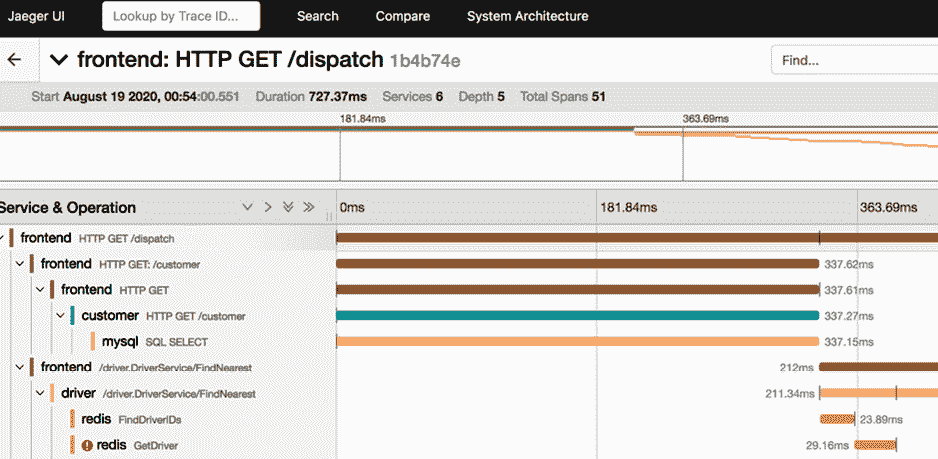 Jaeger UI Lookup by Trace ID... Search Compare System Architecture
frontend: HTTP GET /dispatch 1b4b74e Find...
Start August 19 2020, 00:54:00.551 Duration 727.37ms Services 6 Depth 5 Total Spans 51
181.84ms 363.69ms
Service & Operation 0ms 181.84ms 363.69ms
frontend HTTP GET /dispatch
frontend HTTP GET: /customer 337.62ms
frontend HTTP GET 337.61ms
customer HTTP GET /customer 337.27ms
mysql SQL SELECT 337.15ms
frontend /driver.DriverService/FindNearest 212ms
driver /driver.DriverService/FindNearest 211.34ms
redis FindDriverIDs 23.89ms
redis GetDriver 29.16ms